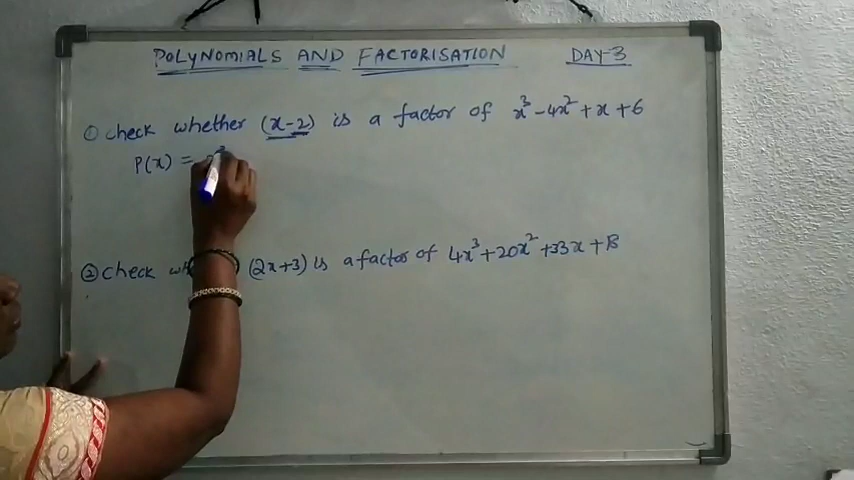 POLYNOMIALS AND FACTORISATION DAY-3
① check whether (x-2) is a factor of x³-4x²+x+6
P(x) =
② check (2x+3) is a factor of 4x³+20x²+33x+18